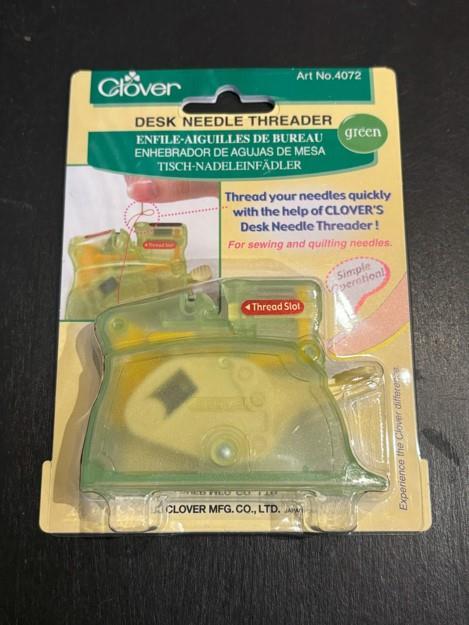 Clover
Art No.4072
DESK NEEDLE THREADER
ENFILE-AIGUILLES DE BUREAU
ENHEBRADOR DE AGUJAS DE MESA
TISCH-NADELEINFÄDLER
green
Thread your needles quickly
with the help of CLOVER'S
Desk Needle Threader !
For sewing and quilting needles.
Thread Slot
Simple
Operation!
Thread Slot
Experience the Clover difference
CLOVER MFG. CO., LTD. JAPAN